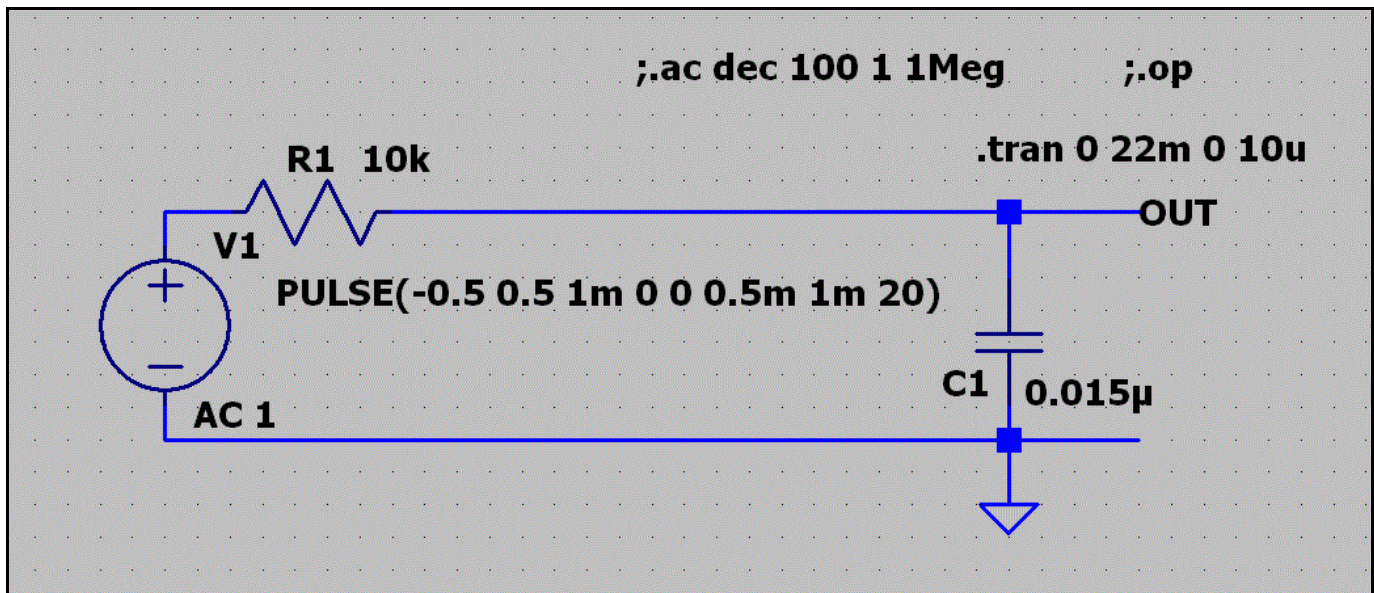 ;.ac dec 100 1 1Meg
;.op
.tran 0 22m 0 10u
R1 10k
OUT
V1
PULSE(-0.5 0.5 1m 0 0 0.5m 1m 20)
C1
0.015µ
AC 1